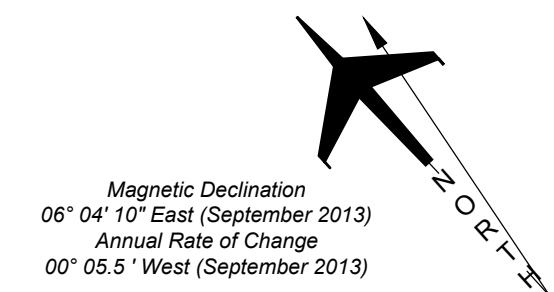 Magnetic Declination
06° 04' 10" East (September 2013)
Annual Rate of Change
00° 05.5 ' West (September 2013)
NORTH